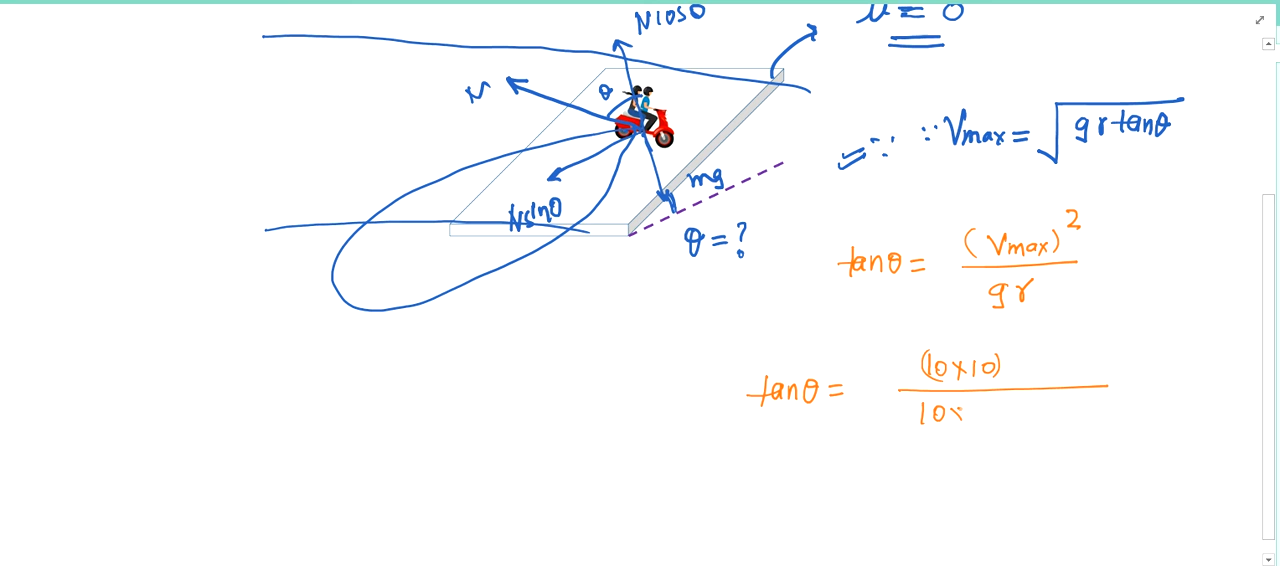 Ncosθ
μ = 0
N
θ
mg
Nsinθ
θ = ?
∵ Vmax = √grtanθ
tanθ = (Vmax)² / gr
tanθ = (10×10) / 10×